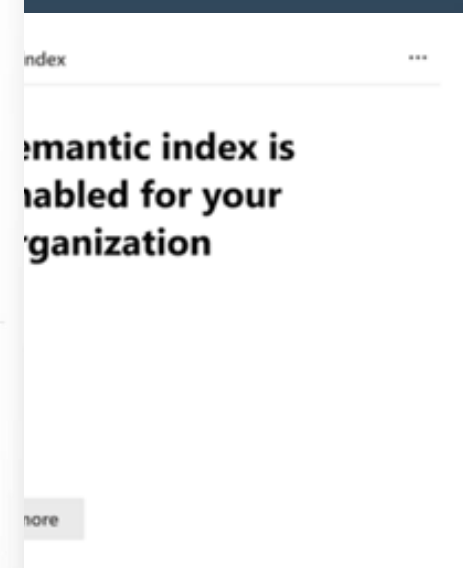 ndex
emantic index is
nabled for your
rganization
nore